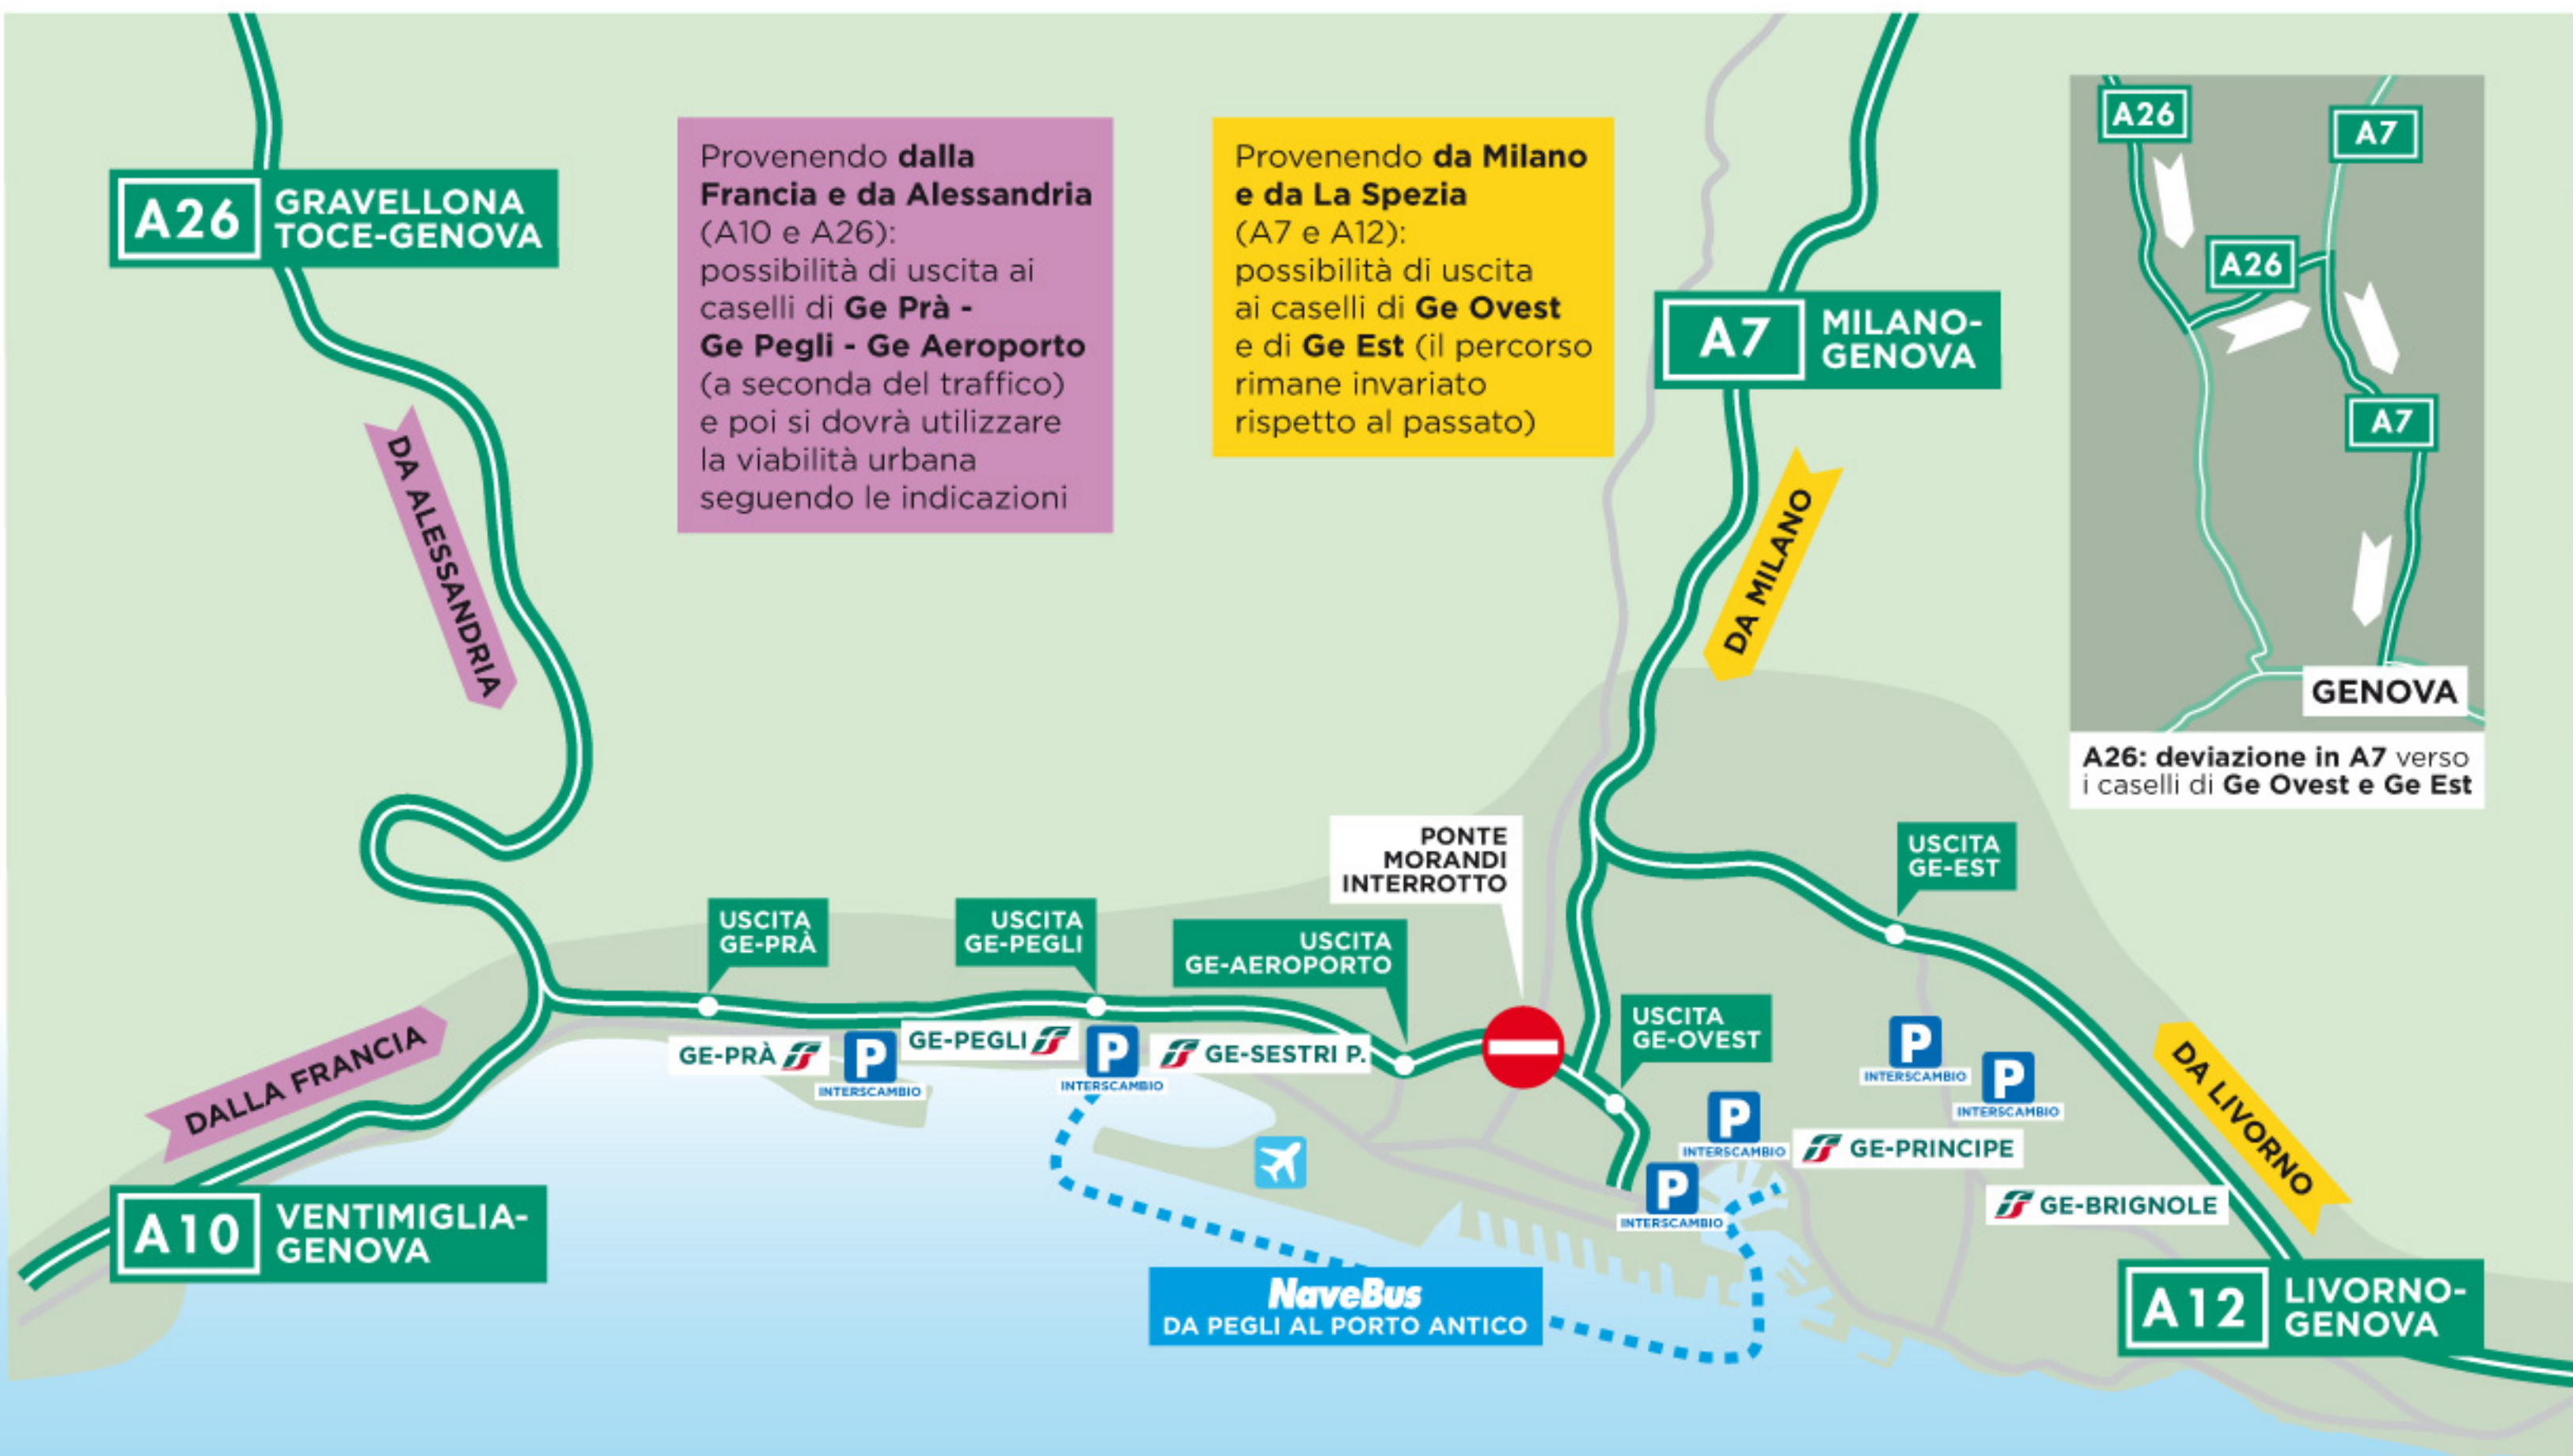 A26
GRAVELLONA
TOCE-GENOVA
Provenendo dalla
Francia e da Alessandria
(A10 e A26):
possibilità di uscita ai
caselli di Ge Prà -
Ge Pegli - Ge Aeroporto
(a seconda del traffico)
e poi si dovrà utilizzare
la viabilità urbana
seguendo le indicazioni
Provenendo da Milano
e da La Spezia
(A7 e A12):
possibilità di uscita
ai caselli di Ge Ovest
e di Ge Est (il percorso
rimane invariato
rispetto al passato)
A7
MILANO-
GENOVA
A26
A7
A26
A7
GENOVA
A26: deviazione in A7 verso
i caselli di Ge Ovest e Ge Est
DA ALESSANDRIA
DA MILANO
PONTE
MORANDI
INTERROTTO
USCITA
GE-EST
USCITA
GE-PRÀ
USCITA
GE-PEGLI
USCITA
GE-AEROPORTO
USCITA
GE-OVEST
DALLA FRANCIA
GE-PRÀ
P
INTERSCAMBIO
GE-PEGLI
P
INTERSCAMBIO
GE-SESTRI P.
P
INTERSCAMBIO
P
INTERSCAMBIO
DA LIVORNO
P
INTERSCAMBIO
GE-PRINCIPE
P
INTERSCAMBIO
GE-BRIGNOLE
A10
VENTIMIGLIA-
GENOVA
NaveBus
DA PEGLI AL PORTO ANTICO
A12
LIVORNO-
GENOVA